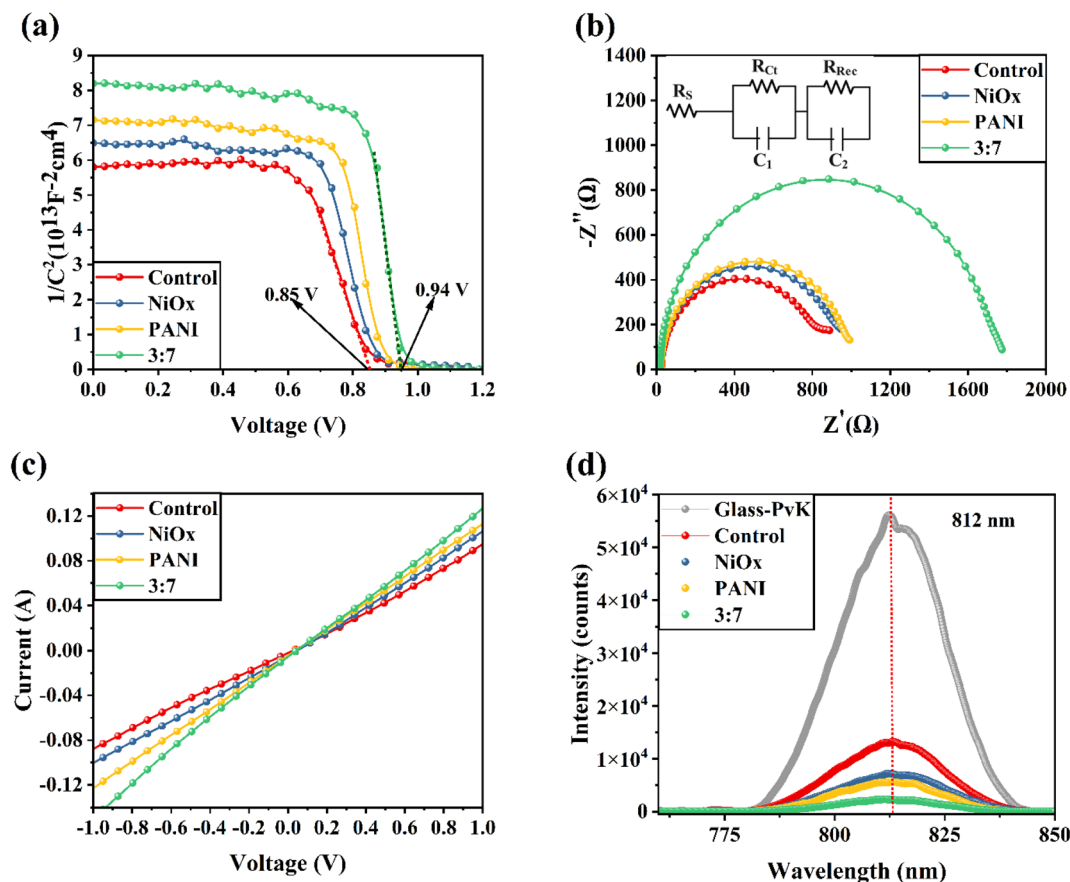 (a)
9
8
7
6
5
4
3
2
1
0
1/C²(10¹³F⁻²cm⁴)
Control
NiOx
PANI
3:7
0.85 V
0.94 V
0.0 0.2 0.4 0.6 0.8 1.0 1.2
Voltage (V)
(b)
1400
1200
1000
800
600
400
200
0
-Z''(Ω)
R_S
R_Ct
R_Rec
C₁
C₂
Control
NiOx
PANI
3:7
0 400 800 1200 1600 2000
Z'(Ω)
(c)
0.12
0.08
0.04
0.00
-0.04
-0.08
-0.12
Current (A)
Control
NiOx
PANI
3:7
-1.0 -0.8 -0.6 -0.4 -0.2 0.0 0.2 0.4 0.6 0.8 1.0
Voltage (V)
(d)
6×10⁴
5×10⁴
4×10⁴
3×10⁴
2×10⁴
1×10⁴
0
Intensity (counts)
Glass-PvK
Control
NiOx
PANI
3:7
812 nm
775 800 825 850
Wavelength (nm)